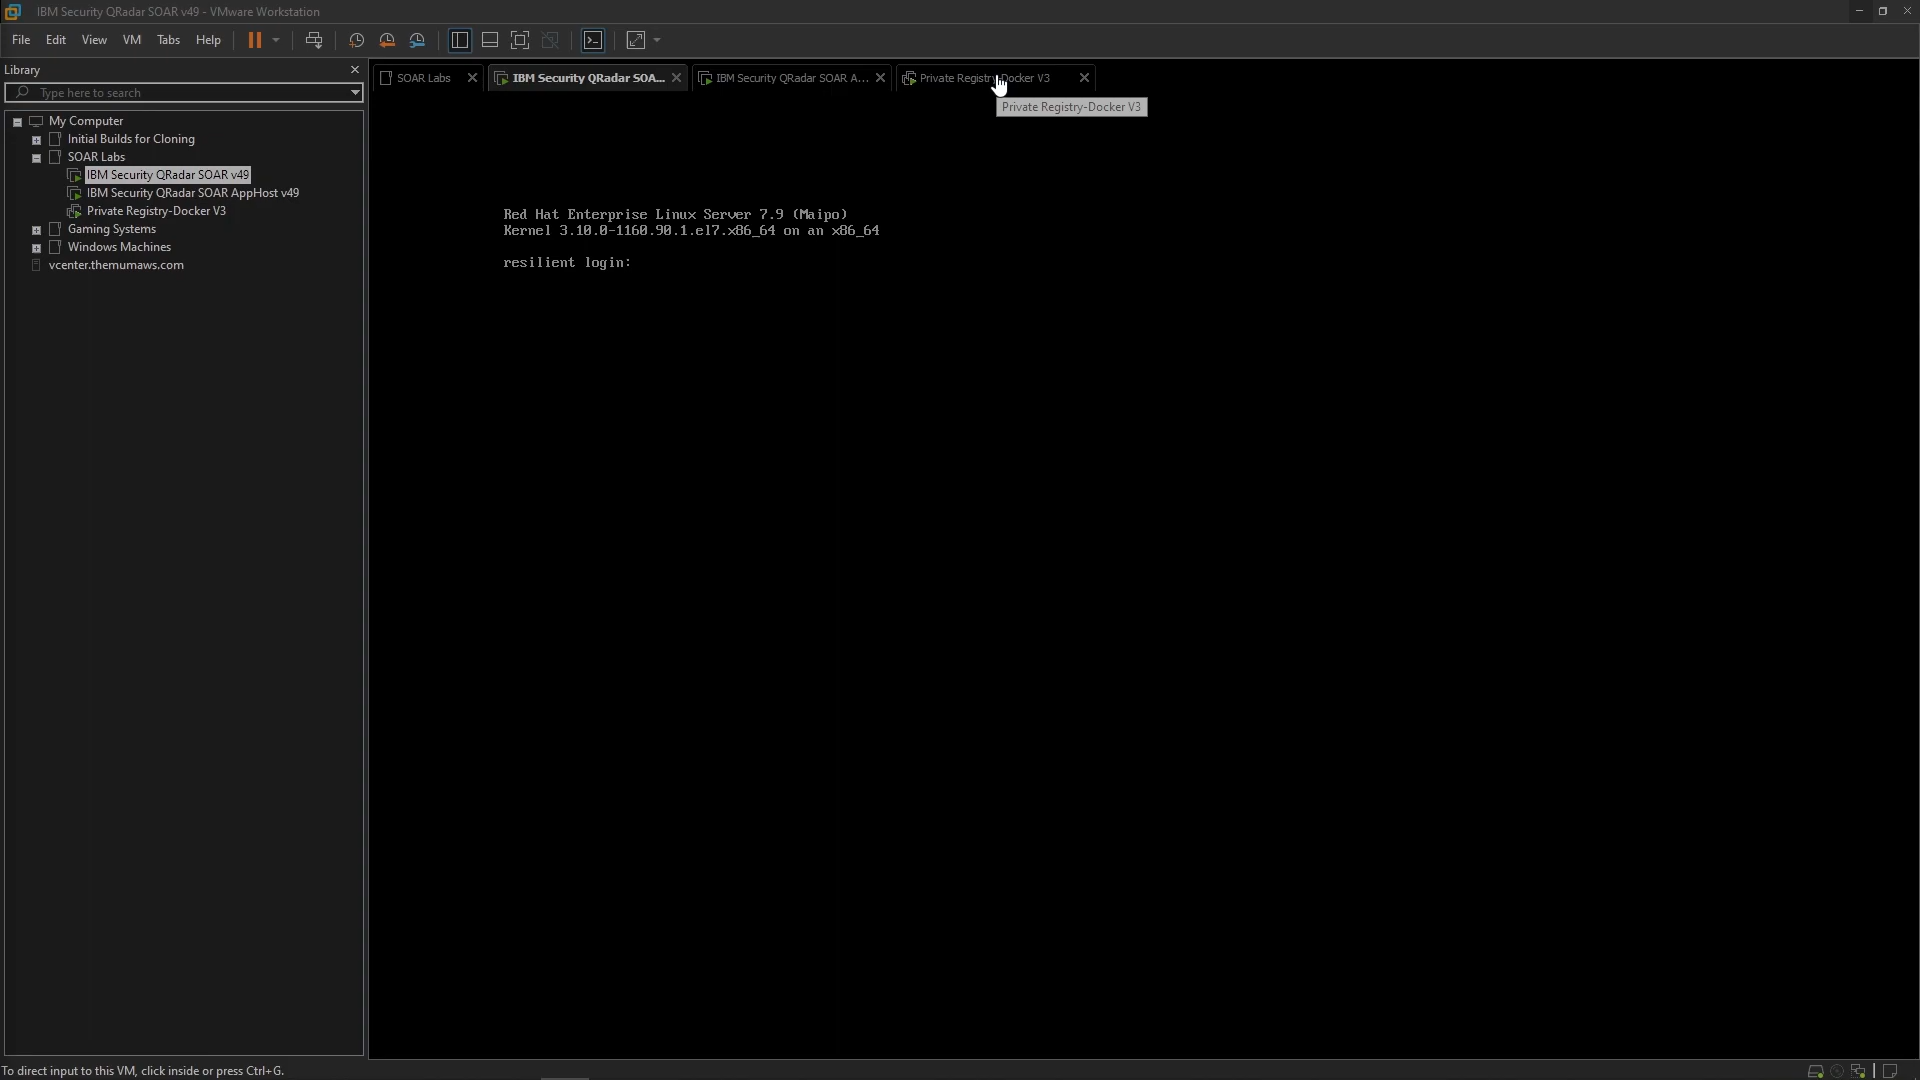 IBM Security QRadar SOAR v49 - VMware Workstation
File Edit View VM Tabs Help
Library
Type here to search
My Computer
Initial Builds for Cloning
SOAR Labs
IBM Security QRadar SOAR v49
IBM Security QRadar SOAR AppHost v49
Private Registry-Docker V3
Gaming Systems
Windows Machines
vcenter.themumaws.com
SOAR Labs
IBM Security QRadar SOA...
IBM Security QRadar SOAR A...
Private Registry-Docker V3
Private Registry-Docker V3
Red Hat Enterprise Linux Server 7.9 (Maipo)
Kernel 3.10.0-1160.90.1.el7.x86_64 on an x86_64
resilient login:
To direct input to this VM, click inside or press Ctrl+G.